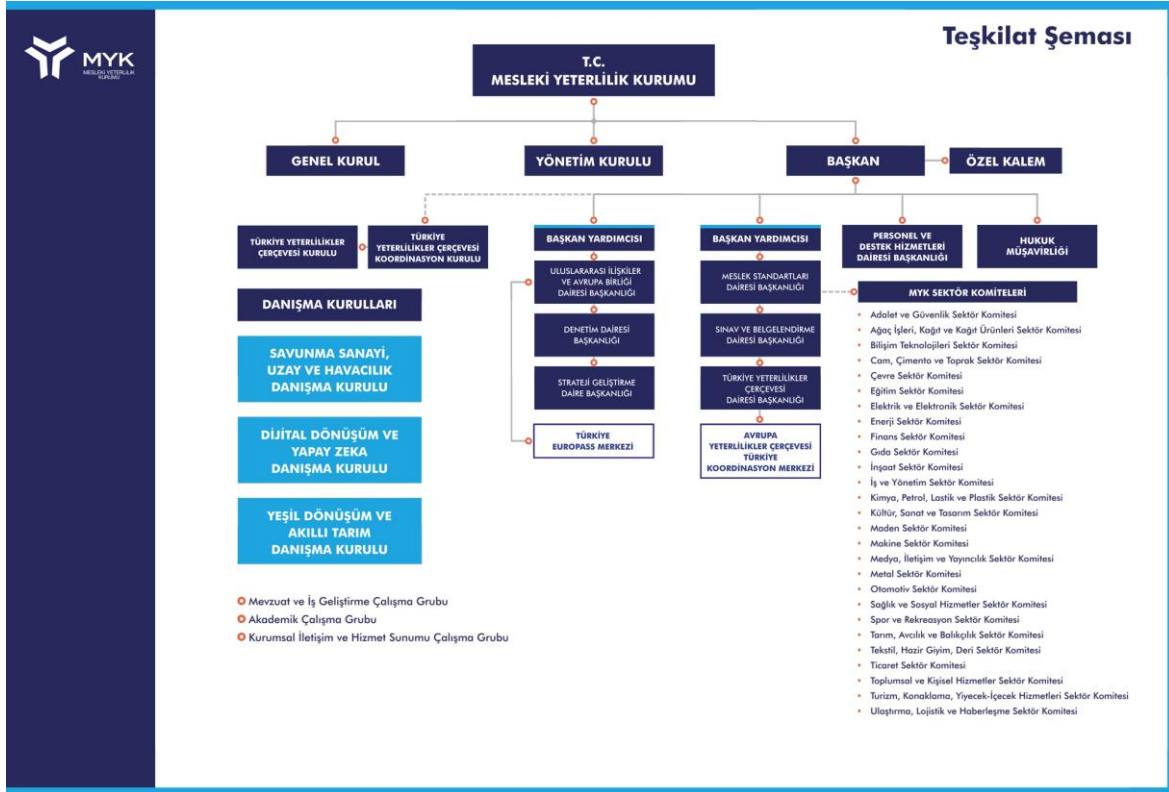 MYK
MESLEKİ YETERLİLİK
KURUMU
Teşkilat Şeması
T.C.
MESLEKİ YETERLİLİK KURUMU
GENEL KURUL
YÖNETİM KURULU
BAŞKAN
ÖZEL KALEM
TÜRKİYE YETERLİLİKLER
ÇERÇEVESİ KURULU
TÜRKİYE
YETERLİLİKLER ÇERÇEVESİ
KOORDİNASYON KURULU
BAŞKAN YARDIMCISI
BAŞKAN YARDIMCISI
PERSONEL VE
DESTEK HİZMETLERİ
DAİRESİ BAŞKANLIĞI
HUKUK
MÜŞAVİRLİĞİ
ULUSLARARASI İLİŞKİLER
VE AVRUPA BİRLİĞİ
DAİRESİ BAŞKANLIĞI
DENETİM DAİRESİ
BAŞKANLIĞI
STRATEJİ GELİŞTİRME
DAİRE BAŞKANLIĞI
TÜRKİYE
EUROPASS MERKEZİ
MESLEK STANDARTLARI
DAİRESİ BAŞKANLIĞI
SINAV VE BELGELENDİRME
DAİRESİ BAŞKANLIĞI
TÜRKİYE YETERLİLİKLER
ÇERÇEVESİ
DAİRESİ BAŞKANLIĞI
AVRUPA
YETERLİLİKLER ÇERÇEVESİ
TÜRKİYE
KOORDİNASYON MERKEZİ
DANIŞMA KURULLARI
SAVUNMA SANAYİ,
UZAY VE HAVACILIK
DANIŞMA KURULU
DİJİTAL DÖNÜŞÜM VE
YAPAY ZEKA
DANIŞMA KURULU
YEŞİL DÖNÜŞÜM VE
AKILLI TARIM
DANIŞMA KURULU
Mevzuat ve İş Geliştirme Çalışma Grubu
Akademik Çalışma Grubu
Kurumsal İletişim ve Hizmet Sunumu Çalışma Grubu
MYK SEKTÖR KOMİTELERİ
• Adalet ve Güvenlik Sektör Komitesi
• Ağaç İşleri, Kağıt ve Kağıt Ürünleri Sektör Komitesi
• Bilişim Teknolojileri Sektör Komitesi
• Cam, Çimento ve Toprak Sektör Komitesi
• Çevre Sektör Komitesi
• Eğitim Sektör Komitesi
• Elektrik ve Elektronik Sektör Komitesi
• Enerji Sektör Komitesi
• Finans Sektör Komitesi
• Gıda Sektör Komitesi
• İnşaat Sektör Komitesi
• İş ve Yönetim Sektör Komitesi
• Kimya, Petrol, Lastik ve Plastik Sektör Komitesi
• Kültür, Sanat ve Tasarım Sektör Komitesi
• Maden Sektör Komitesi
• Makine Sektör Komitesi
• Medya, İletişim ve Yayıncılık Sektör Komitesi
• Metal Sektör Komitesi
• Otomotiv Sektör Komitesi
• Sağlık ve Sosyal Hizmetler Sektör Komitesi
• Spor ve Rekreasyon Sektör Komitesi
• Tarım, Avcılık ve Balıkçılık Sektör Komitesi
• Tekstil, Hazir Giyim, Deri Sektör Komitesi
• Ticaret Sektör Komitesi
• Toplumsal ve Kişisel Hizmetler Sektör Komitesi
• Turizm, Konaklama, Yiyecek-İçecek Hizmetleri Sektör Komitesi
• Ulaştırma, Lojistik ve Haberleşme Sektör Komitesi